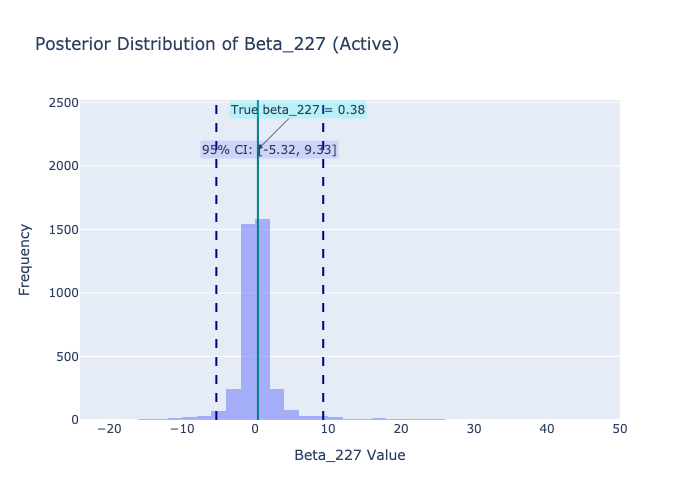 Posterior Distribution of Beta_227 (Active)
2500
True beta_227 = 0.38
95% CI: [-5.32, 9.33]
2000
1500
1000
500
0
Frequency
−20 −10 0 10 20 30 40 50
Beta_227 Value